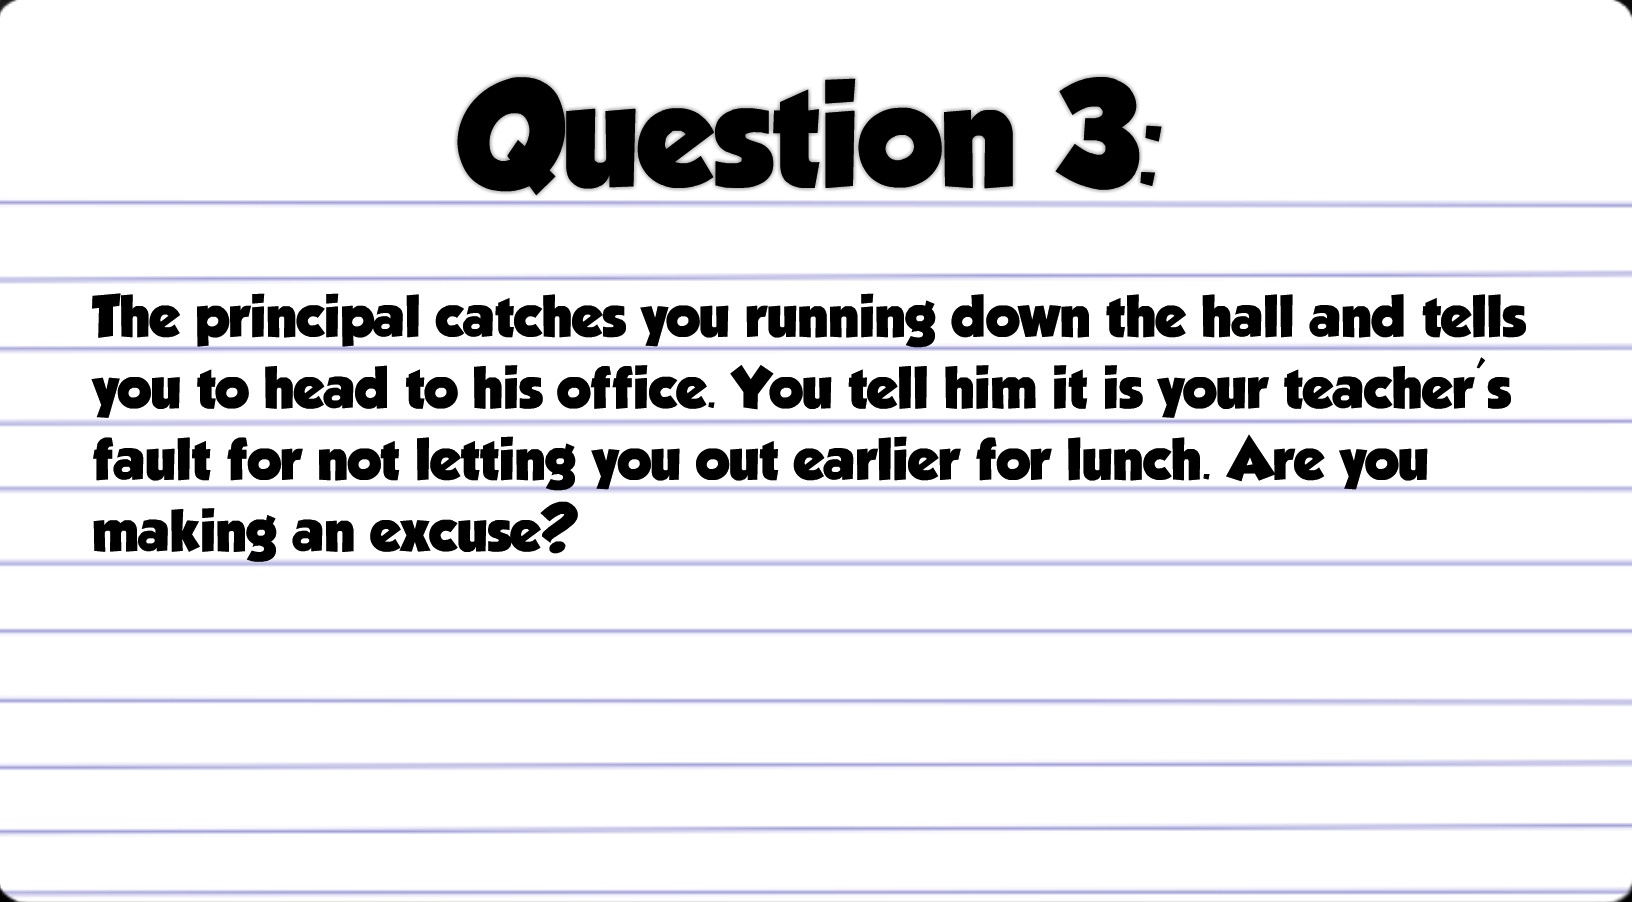 Question 3:
The principal catches you running down the hall and tells
you to head to his office. You tell him it is your teacher's
fault for not letting you out earlier for lunch. Are you
making an excuse?